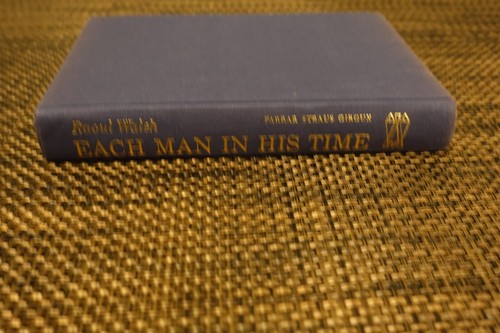 Raoul Walsh
FARRAR STRAUS GIROUX
EACH MAN IN HIS TIME